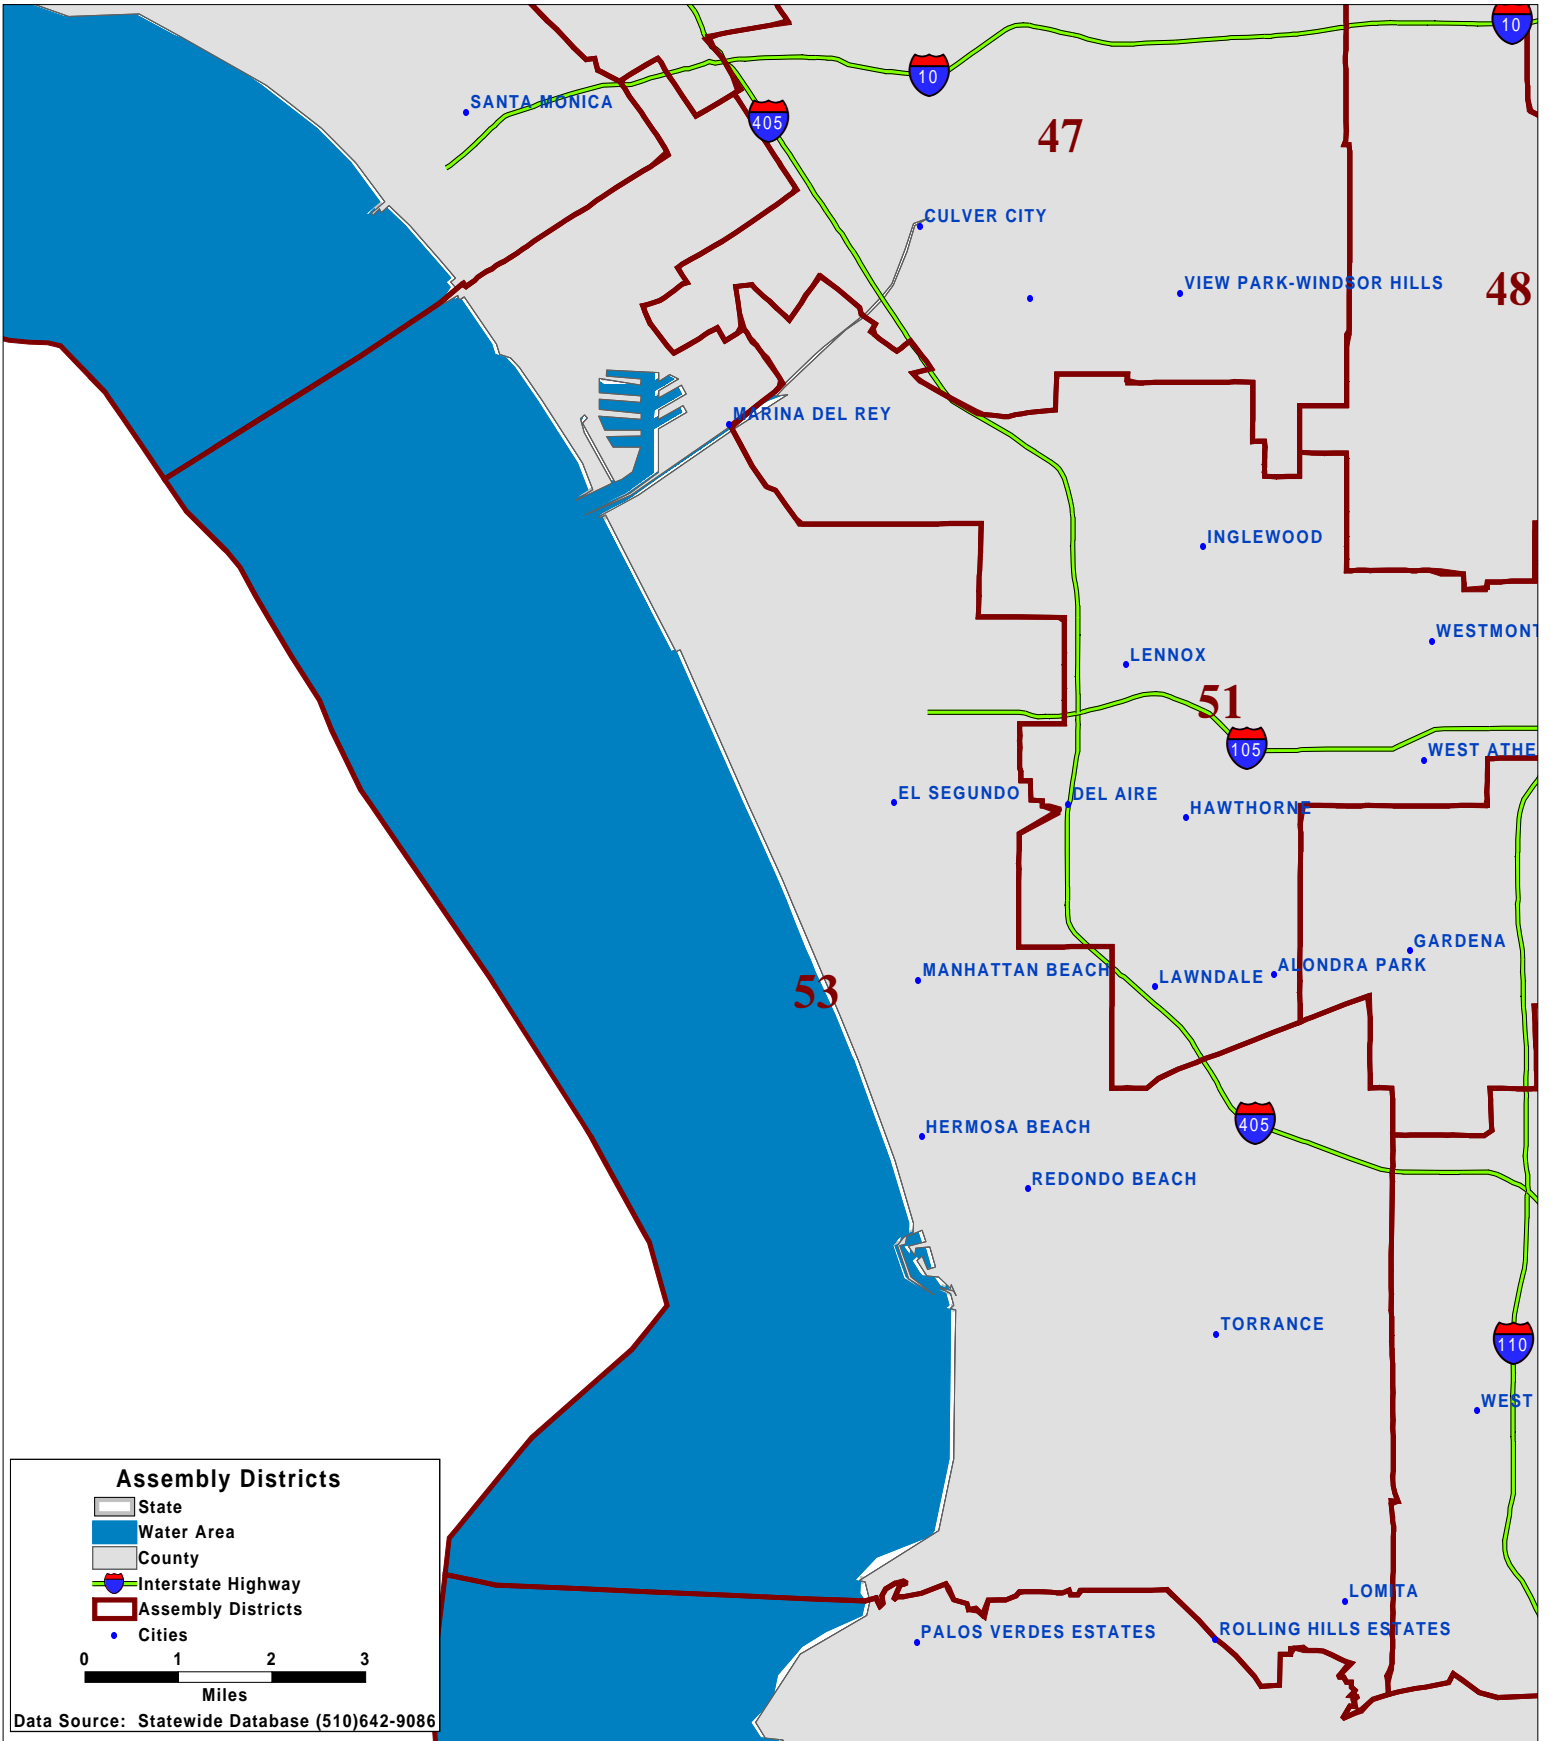 10
10
SANTA MONICA
405
47
CULVER CITY
VIEW PARK-WINDSOR HILLS
48
MARINA DEL REY
INGLEWOOD
WESTMONT
LENNOX
51
105
WEST ATHE
EL SEGUNDO
DEL AIRE
HAWTHORNE
GARDENA
ALONDRA PARK
MANHATTAN BEACH
LAWNDALE
53
HERMOSA BEACH
405
REDONDO BEACH
TORRANCE
110
WEST
LOMITA
ROLLING HILLS ESTATES
PALOS VERDES ESTATES
Assembly Districts
State
Water Area
County
Interstate Highway
Assembly Districts
Cities
0 1 2 3
Miles
Data Source: Statewide Database (510)642-9086